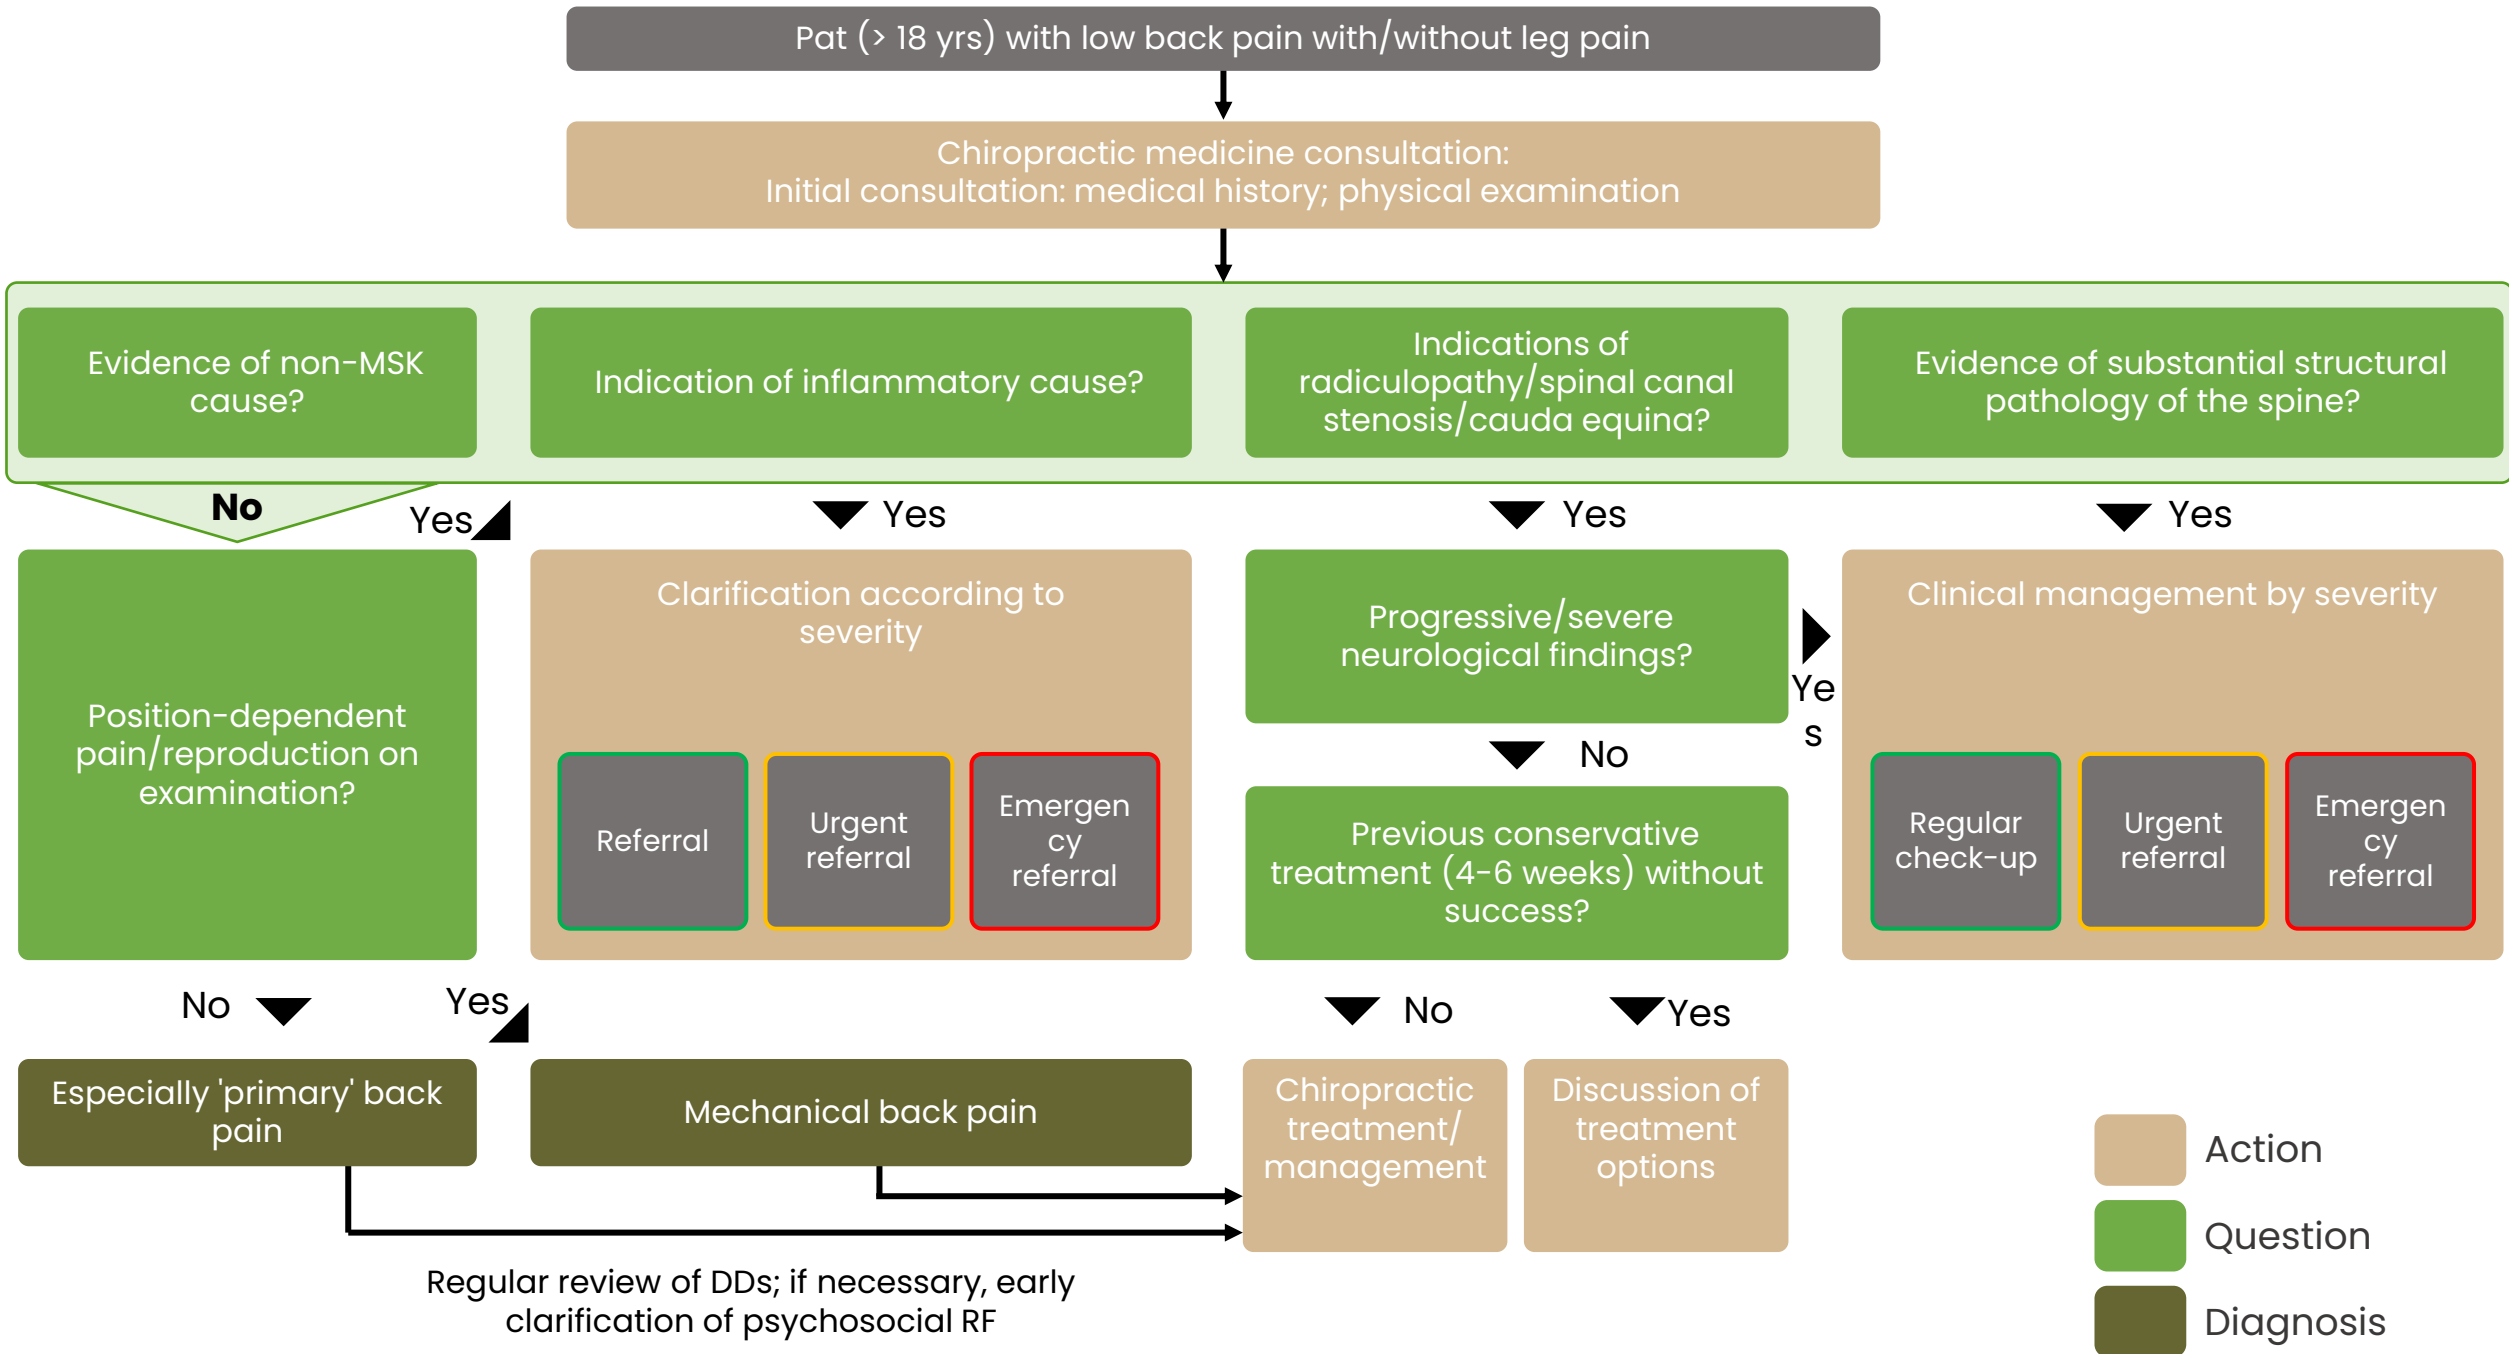 Pat (> 18 yrs) with low back pain with/without leg pain
Chiropractic medicine consultation:
Initial consultation: medical history; physical examination
Evidence of non-MSK
cause?
Indication of inflammatory cause?
Indications of
radiculopathy/spinal canal
stenosis/cauda equina?
Evidence of substantial structural
pathology of the spine?
No
Yes
Yes
Yes
Yes
Position-dependent
pain/reproduction on
examination?
Clarification according to
severity
Referral
Urgent
referral
Emergen
cy
referral
Progressive/severe
neurological findings?
Ye
s
No
Previous conservative
treatment (4-6 weeks) without
success?
Clinical management by severity
Regular
check-up
Urgent
referral
Emergen
cy
referral
No
Yes
No
Yes
Especially 'primary' back
pain
Mechanical back pain
Chiropractic
treatment/
management
Discussion of
treatment
options
Regular review of DDs; if necessary, early
clarification of psychosocial RF
Action
Question
Diagnosis